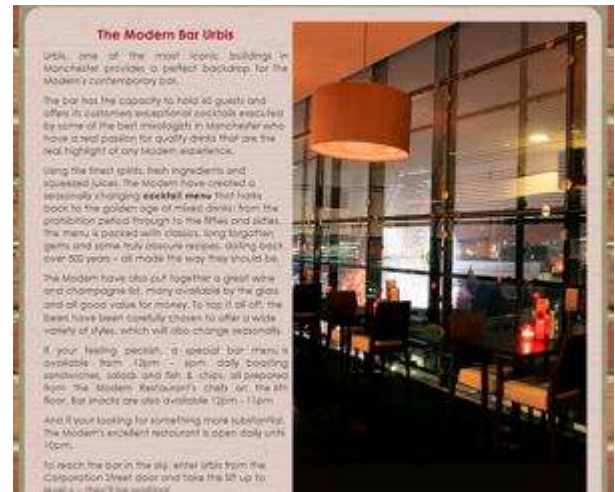 The Modern Bar Urbis
Urbis, one of the most iconic buildings in
Manchester provides a perfect backdrop for the
Modern's contemporary bar.
The bar has the capacity to hold 60 guests and
offers its customers exceptional cocktails executed
by some of the best mixologists in Manchester who
have a real passion for quality drinks that are the
real highlight of any Modern experience.
Using the finest spirits, fresh ingredients and
squeezed juices, The Modern have created a
seasonally changing cocktail menu that harks
back to the golden age of mixed drinks; from the
prohibition period through to the fifties and sixties.
The menu is packed with classics, long forgotten
gems and some truly obscure recipes, dating back
over 500 years - all made the way they should be.
The Modern have also put together a great wine
and champagne list, many available by the glass
and all good value for money. To top it all off, the
beers have been carefully chosen to offer a wide
variety of styles, which will also change seasonally.
If your feeling peckish, a special bar menu is
available from 12pm - 6pm daily boasting
sandwiches, salads and fish & chips, all prepared
from the Modern Restaurant's chefs on the 6th
floor. Bar snacks are also available 12pm - 11pm
And if your looking for something more substantial,
The Modern's excellent restaurant is open daily until
10pm.
To reach the bar in the sky, enter Urbis from the
Corporation Street door and take the lift up to